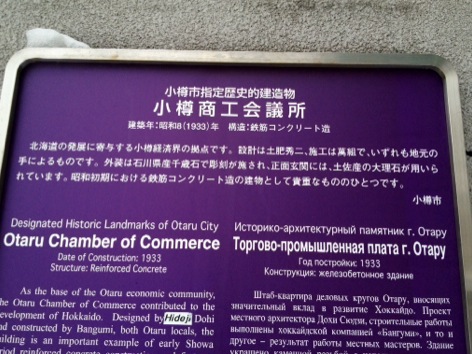 小樽市指定歴史的建造物
小樽商工会議所
建築年:昭和8(1933)年 構造:鉄筋コンクリート造
北海道の発展に寄与する小樽経済界の拠点です。設計は土肥秀二、施工は萬組で、いずれも地元の
手によるものです。外装は石川県産千歳石で彫刻が施され、正面玄関には、土佐産の大理石が用いら
れています。昭和初期における鉄筋コンクリート造の建物として貴重なもののひとつです。
小樽市
Designated Historic Landmarks of Otaru City
Otaru Chamber of Commerce
Date of Construction: 1933
Structure: Reinforced Concrete
As the base of the Otaru economic community,
the Otaru Chamber of Commerce contributed to the
development of Hokkaido. Designed by Hideji Dohi
and constructed by Bangumi, both Otaru locals, the
building is an important example of early Showa
period reinforced concrete
Историко-архитектурный памятник г. Отару
Торгово-промышленная плата г. Отару
Год постройки: 1933
Конструкция: железобетонное здание
Штаб-квартира деловых кругов Отару, вносящих
значительный вклад в развитие Хоккайдо. Проект
местного архитектора Дохи Сюдзи, строительные работы
выполнены хоккайдской компанией «Бангуми», и то и
другое – результат работы местных мастеров. Здание
украшено каменной резьбой